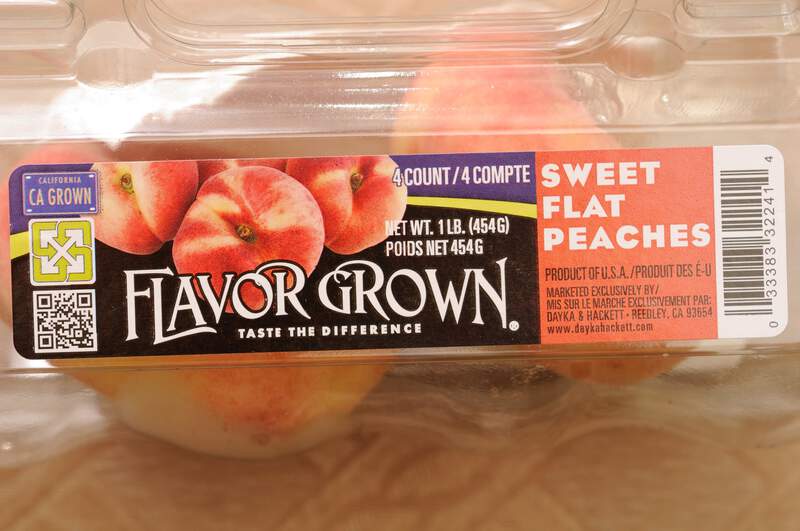 CALIFORNIA
CA GROWN
4 COUNT / 4 COMPTE
NET WT. 1 LB. (454G)
POIDS NET 454G
FLAVOR GROWN
TASTE THE DIFFERENCE
SWEET
FLAT
PEACHES
PRODUCT OF U.S.A./PRODUIT DES É-U
MARKETED EXCLUSIVELY BY/
MIS SUR LE MARCHE EXCLUSIVEMENT PAR:
DAYKA & HACKETT • REEDLEY, CA 93654
www.daykahackett.com
0 33383 32241 4